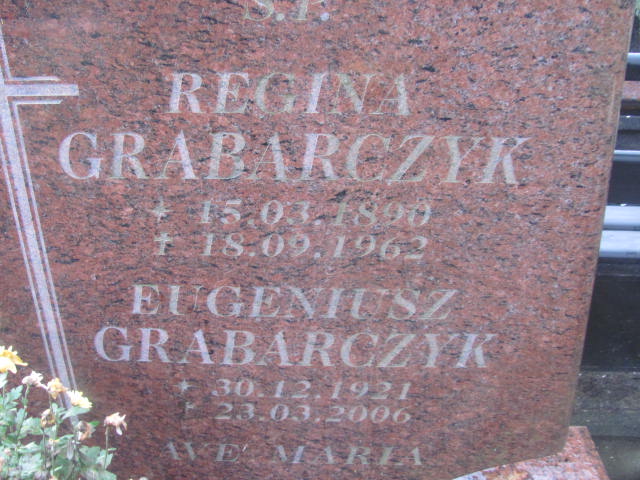 Ś.P.
REGINA
GRABARCZYK
* 15.03.1890
† 18.09.1962
EUGENIUSZ
GRABARCZYK
* 30.12.1921
† 23.03.2006
AVE MARIA